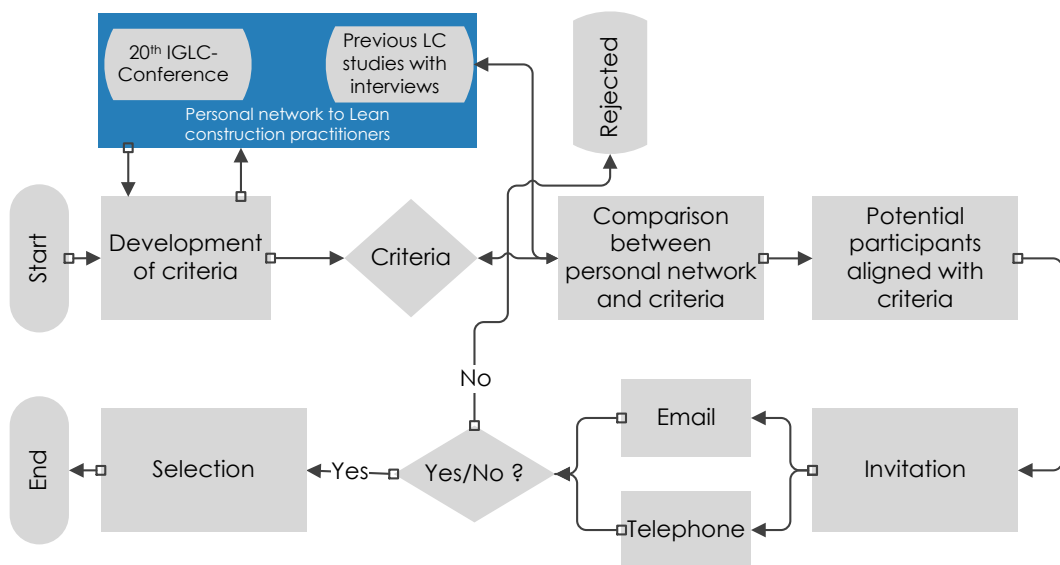 20th IGLC-
Conference
Previous LC
studies with
interviews
Personal network to Lean
construction practitioners
Rejected
Start
Development
of criteria
Criteria
Comparison
between
personal network
and criteria
Potential
participants
aligned with
criteria
No
End
Selection
Yes
Yes/No ?
Email
Telephone
Invitation